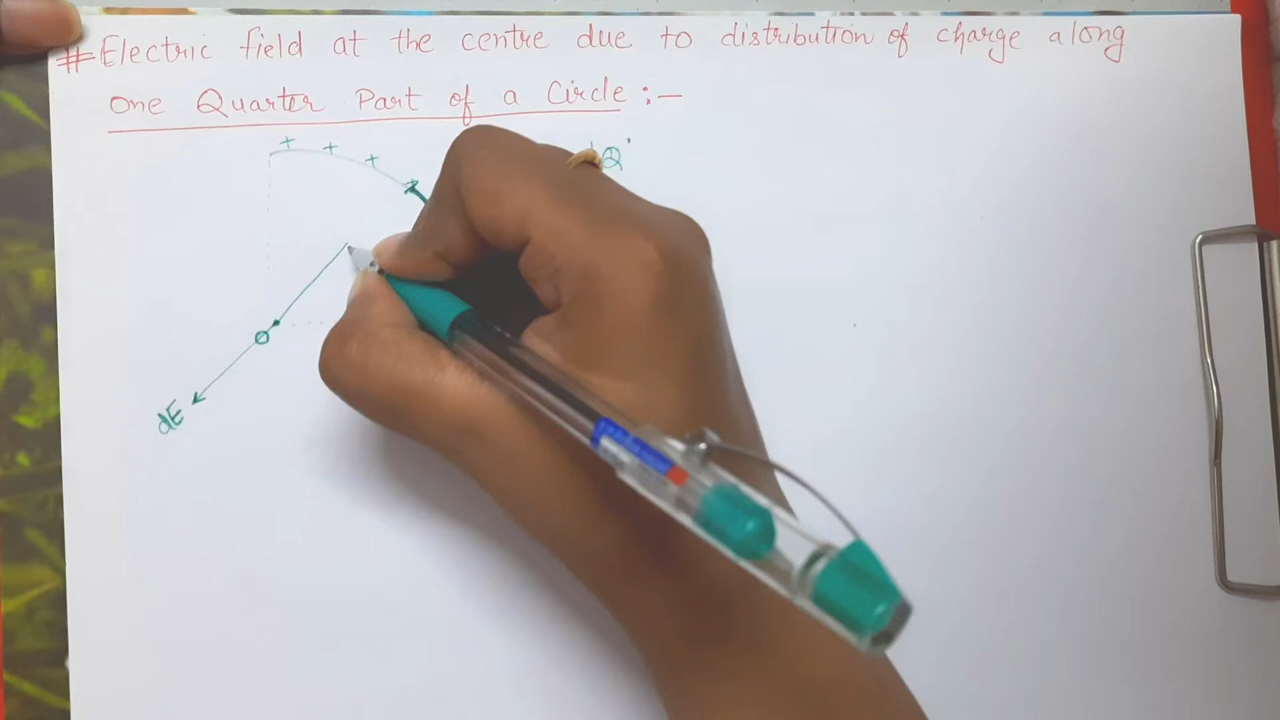 # Electric field at the centre due to distribution of charge along
One Quarter Part of a Circle :-
+ + +
Q'
O
dE